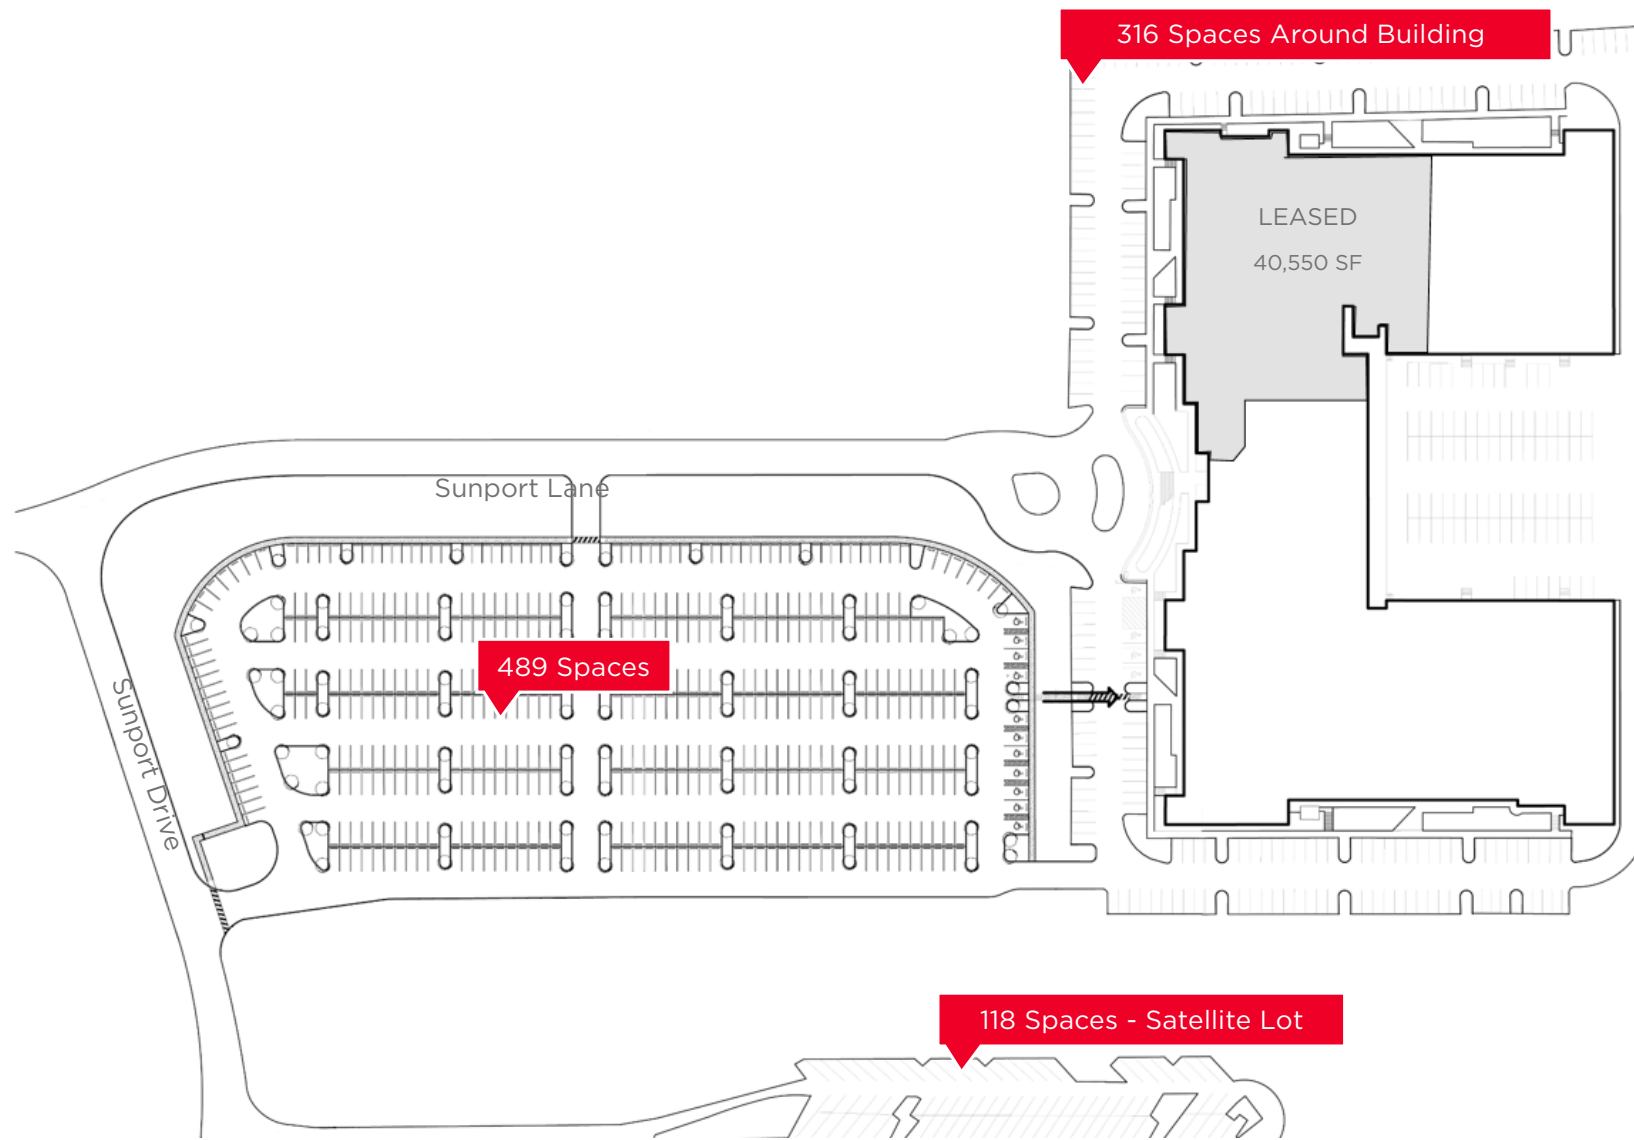 316 Spaces Around Building
LEASED
40,550 SF
Sunport Lane
489 Spaces
Sunport Drive
118 Spaces - Satellite Lot